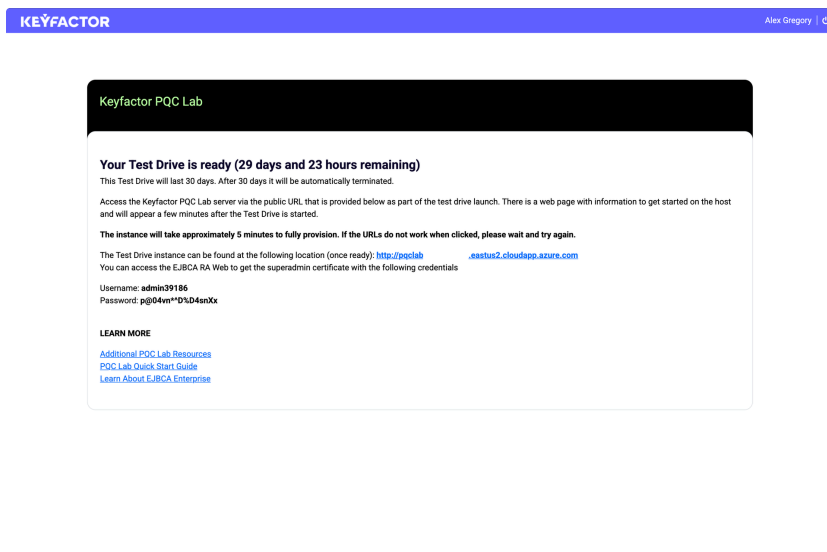 KEYFACTOR
Alex Gregory
Keyfactor PQC Lab
Your Test Drive is ready (29 days and 23 hours remaining)
This Test Drive will last 30 days. After 30 days it will be automatically terminated.
Access the Keyfactor PQC Lab server via the public URL that is provided below as part of the test drive launch. There is a web page with information to get started on the host
and will appear a few minutes after the Test Drive is started.
The instance will take approximately 5 minutes to fully provision. If the URLs do not work when clicked, please wait and try again.
The Test Drive instance can be found at the following location (once ready): http://pqclab .eastus2.cloudapp.azure.com
You can access the EJBCA RA Web to get the superadmin certificate with the following credentials
Username: admin39186
Password: p@04vn*^D%D4snXx
LEARN MORE
Additional PQC Lab Resources
PQC Lab Quick Start Guide
Learn About EJBCA Enterprise